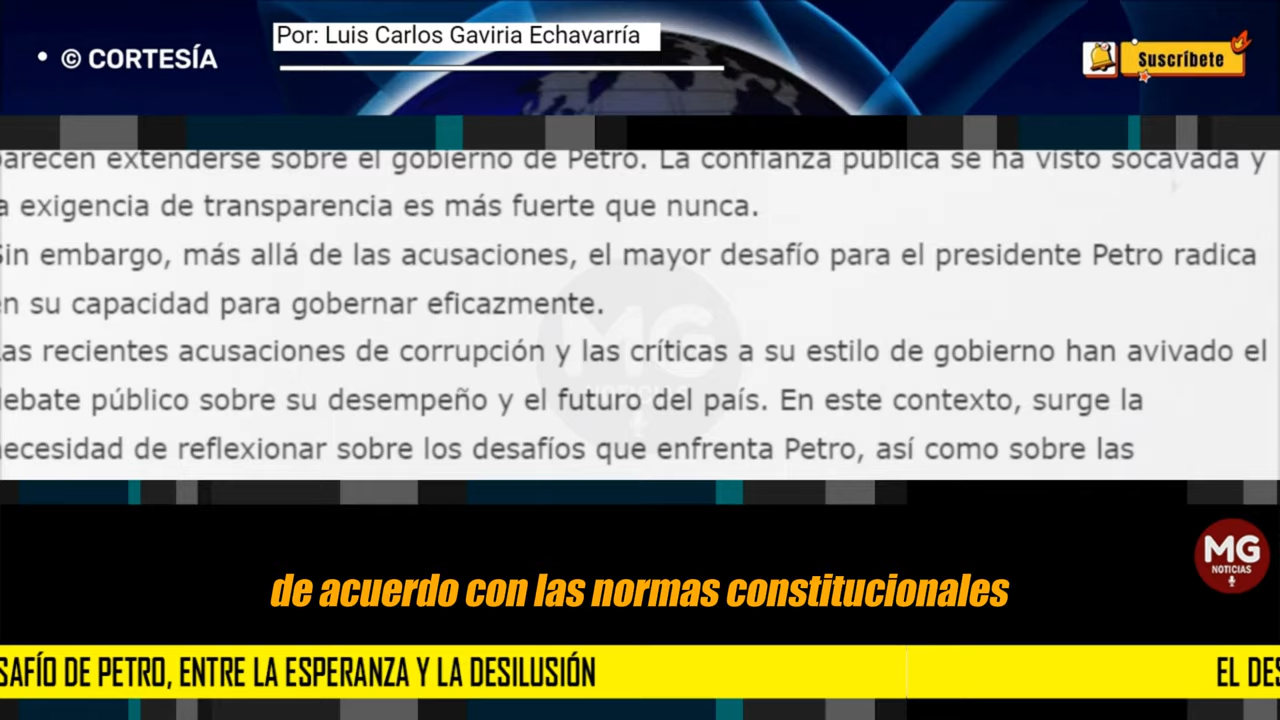 • © CORTESÍA
Por: Luis Carlos Gaviria Echavarría
Suscríbete
parecen extenderse sobre el gobierno de Petro. La confianza pública se ha visto socavada y
a exigencia de transparencia es más fuerte que nunca.
Sin embargo, más allá de las acusaciones, el mayor desafío para el presidente Petro radica
en su capacidad para gobernar eficazmente.
as recientes acusaciones de corrupción y las críticas a su estilo de gobierno han avivado el
debate público sobre su desempeño y el futuro del país. En este contexto, surge la
necesidad de reflexionar sobre los desafíos que enfrenta Petro, así como sobre las
MG
NOTICIAS
MG
NOTICIAS
de acuerdo con las normas constitucionales
SAFÍO DE PETRO, ENTRE LA ESPERANZA Y LA DESILUSIÓN
EL DES